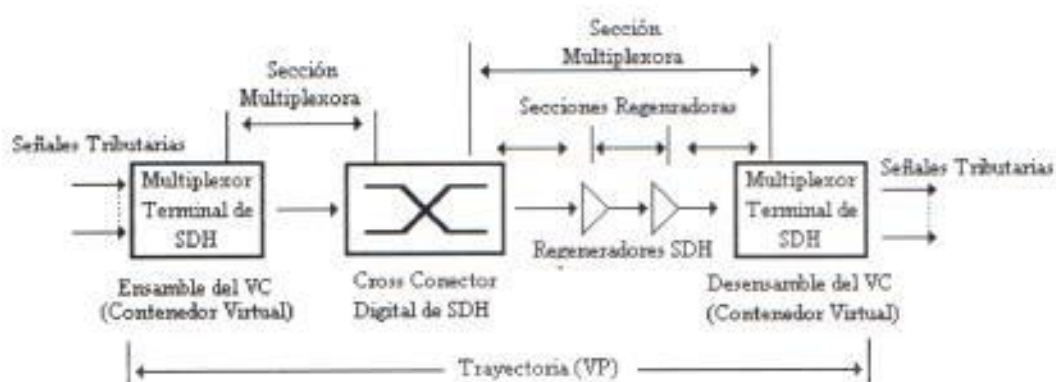 Sección
Multiplexora
Sección
Multiplexora
Secciones Regenradoras
Señales Tributarias
Señales Tributarias
Multiplexor
Terminal de
SDH
Multiplexor
Terminal de
SDH
Regeneradores SDH
Ensamble del VC
(Contenedor Virtual)
Cross Conector
Digital de SDH
Desensamble del VC
(Contenedor Virtual)
Trayectoria (VP)